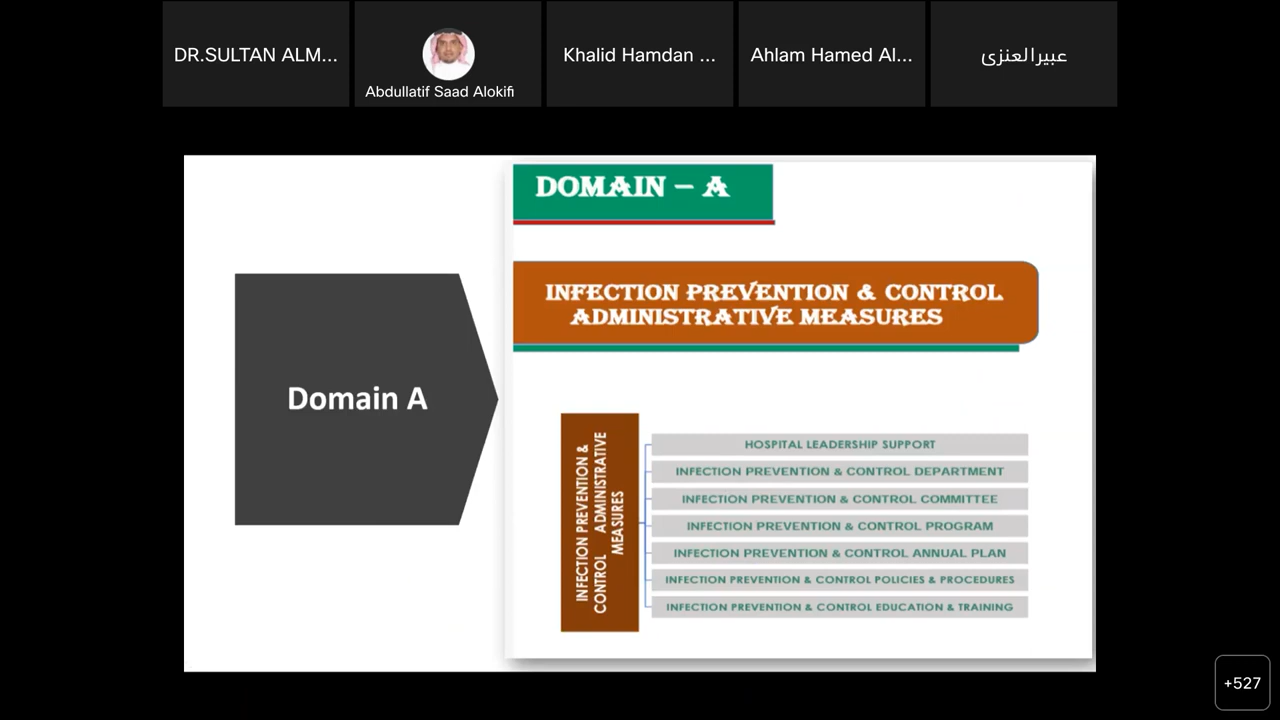 DR.SULTAN ALM...
Abdullatif Saad Alokifi
Khalid Hamdan ...
Ahlam Hamed Al...
عبيرالعنزى
DOMAIN – A
INFECTION PREVENTION & CONTROL
ADMINISTRATIVE MEASURES
Domain A
INFECTION PREVENTION &
CONTROL ADMINISTRATIVE
MEASURES
HOSPITAL LEADERSHIP SUPPORT
INFECTION PREVENTION & CONTROL DEPARTMENT
INFECTION PREVENTION & CONTROL COMMITTEE
INFECTION PREVENTION & CONTROL PROGRAM
INFECTION PREVENTION & CONTROL ANNUAL PLAN
INFECTION PREVENTION & CONTROL POLICIES & PROCEDURES
INFECTION PREVENTION & CONTROL EDUCATION & TRAINING
+527